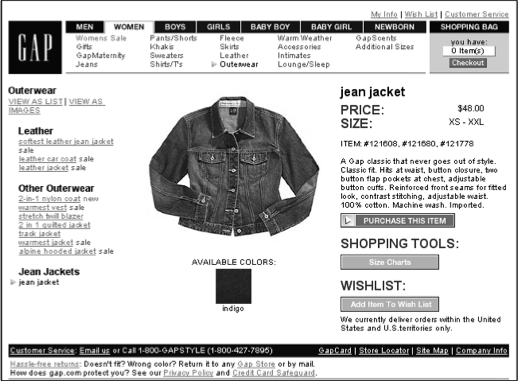 My Info | Wish List | Customer Service
GAP
MEN WOMEN BOYS GIRLS BABY BOY BABY GIRL NEWBORN SHOPPING BAG
Womens Sale Pants/Shorts Fleece Warm Weather GapScents
Gifts Khakis Skirts Accessories Additional Sizes
GapMaternity Sweaters Leather Intimates
Jeans Shirts/T's Outerwear Lounge/Sleep
you have:
0 item(s)
Checkout
Outerwear
VIEW AS LIST | VIEW AS
IMAGES
Leather
softest leather jean jacket
sale
leather car coat sale
leather jacket sale
Other Outerwear
2-in-1 nylon coat new
warmest vest sale
stretch twill blazer
2 in 1 quilted jacket
track jacket
warmest jacket sale
alpine hooded jacket sale
Jean Jackets
jean jacket
AVAILABLE COLORS:
indigo
jean jacket
PRICE: $48.00
SIZE: XS - XXL
ITEM: #121608, #121680, #121778
A Gap classic that never goes out of style.
Classic fit. Hits at waist, button closure, two
button flap pockets at chest, adjustable
button cuffs. Reinforced front seams for fitted
look, contrast stitching, adjustable waist.
100% cotton. Machine wash. Imported.
PURCHASE THIS ITEM
SHOPPING TOOLS:
Size Charts
WISHLIST:
Add Item To Wish List
We currently deliver orders within the United
States and U.S.territories only.
Customer Service: Email us or Call 1-800-GAPSTYLE (1-800-427-7895) GapCard | Store Locator | Site Map | Company Info
Hassle-free returns: Doesn't fit? Wrong color? Return it to any Gap Store or by mail.
How does gap.com protect you? See our Privacy Policy and Credit Card Safeguard.